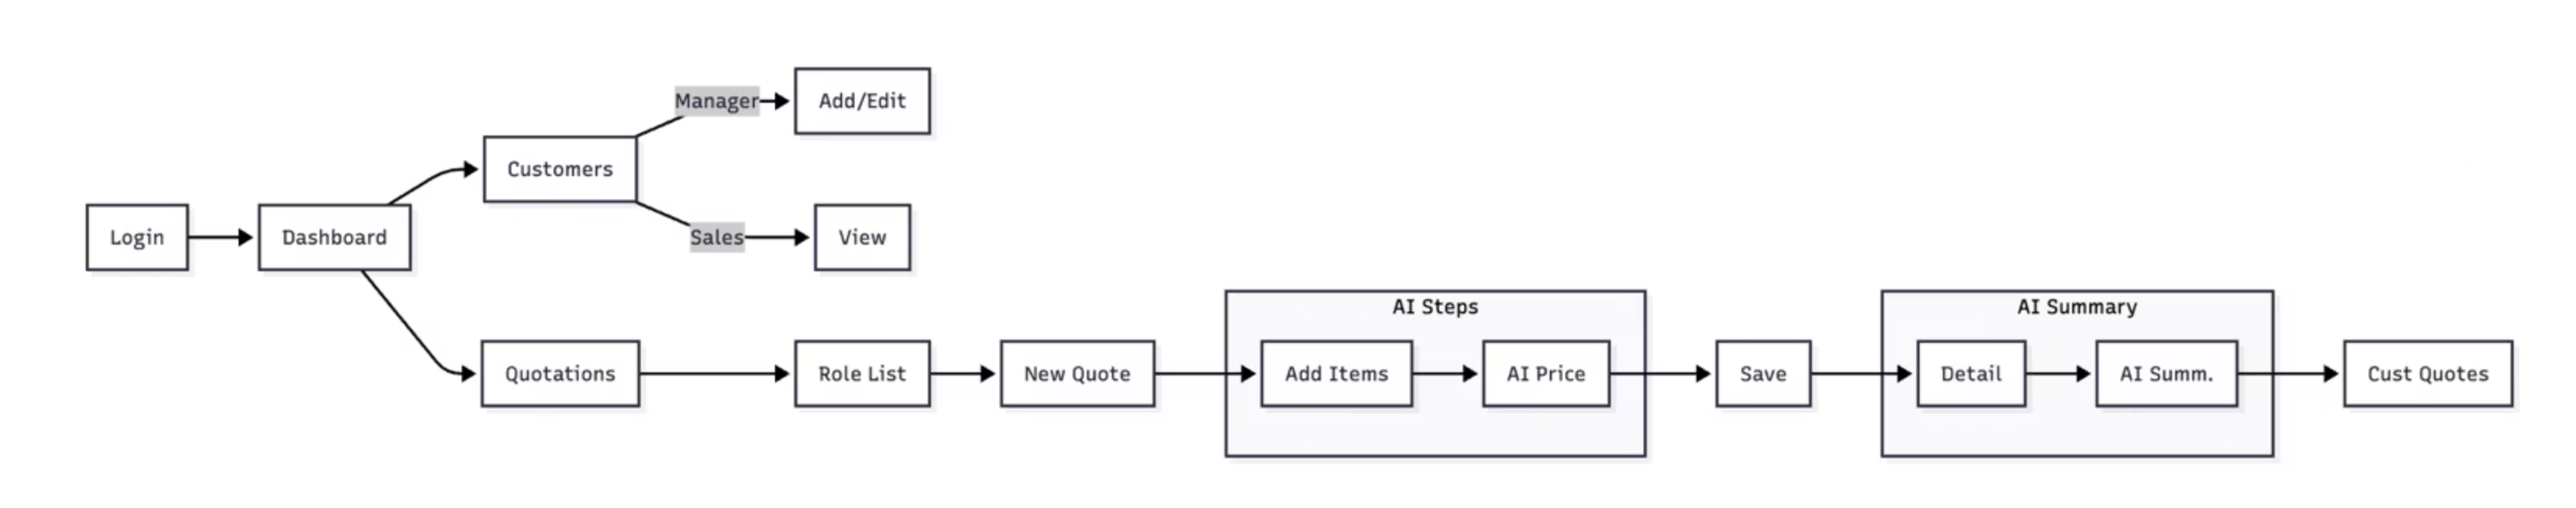 Login
Dashboard
Customers
Manager
Add/Edit
Sales
View
Quotations
Role List
New Quote
AI Steps
Add Items
AI Price
Save
AI Summary
Detail
AI Summ.
Cust Quotes